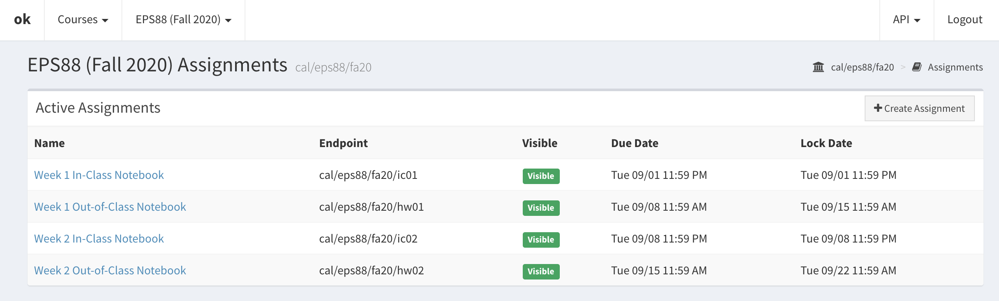 ok Courses EPS88 (Fall 2020) API Logout
EPS88 (Fall 2020) Assignments cal/eps88/fa20 cal/eps88/fa20 > Assignments
Active Assignments + Create Assignment
Name Endpoint Visible Due Date Lock Date
Week 1 In-Class Notebook cal/eps88/fa20/ic01 Visible Tue 09/01 11:59 PM Tue 09/01 11:59 PM
Week 1 Out-of-Class Notebook cal/eps88/fa20/hw01 Visible Tue 09/08 11:59 AM Tue 09/15 11:59 AM
Week 2 In-Class Notebook cal/eps88/fa20/ic02 Visible Tue 09/08 11:59 PM Tue 09/08 11:59 PM
Week 2 Out-of-Class Notebook cal/eps88/fa20/hw02 Visible Tue 09/15 11:59 AM Tue 09/22 11:59 AM